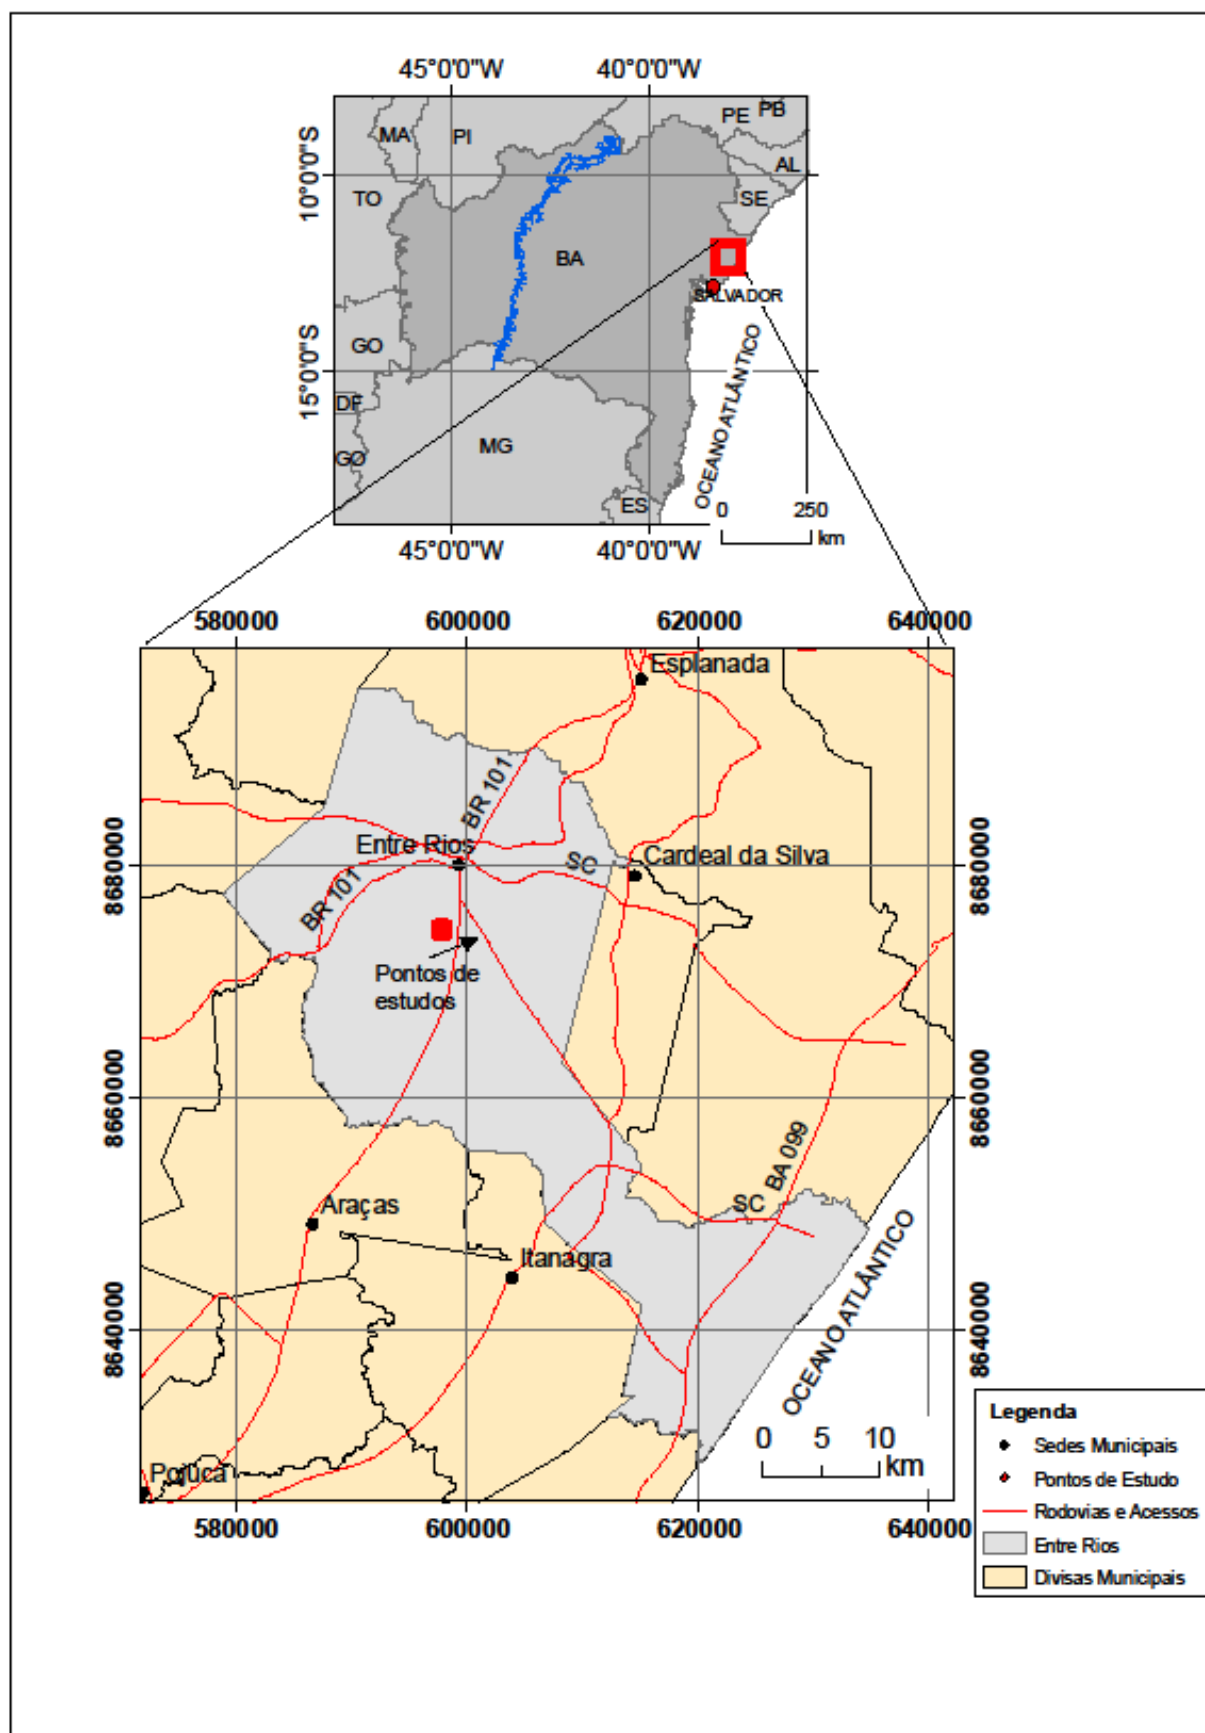 45°0'0"W 40°0'0"W
PE PB
MA PI
AL
10°0'0"S
TO SE
BA
SALVADOR
GO
15°0'0"S
DF
OCEANO ATLÂNTICO
MG
GO
ES
0 250
km
45°0'0"W 40°0'0"W
580000 600000 620000 640000
Esplanada
BR 101
8680000 8680000
Entre Rios
SC
Cardeal da Silva
BR 101
Pontos de
estudos
8660000 8660000
BA 099
SC
Araçás
Itanagra
OCEANO ATLÂNTICO
8640000 8640000
0 5 10
km
Pojuca
580000 600000 620000 640000
Legenda
Sedes Municipais
Pontos de Estudo
Rodovias e Acessos
Entre Rios
Divisas Municipais